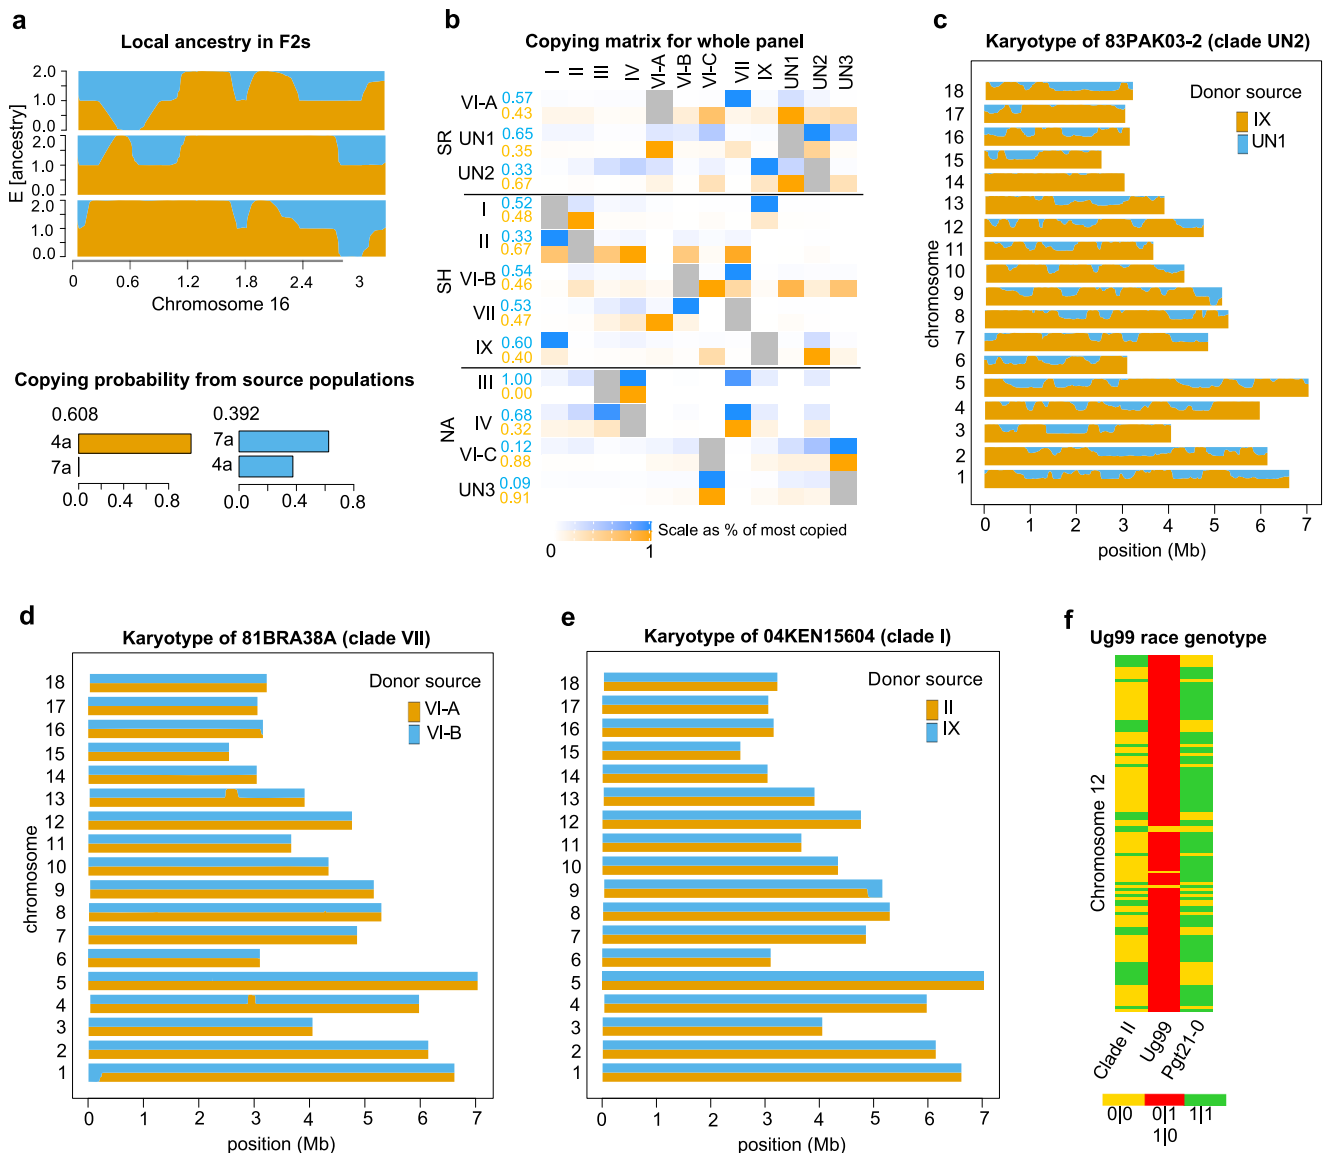 a
Local ancestry in F2s
2.0
1.0
0.0
2.0
1.0
0.0
2.0
1.0
0.0
E [ancestry]
0 0.6 1.2 1.8 2.4 3
Chromosome 16
Copying probability from source populations
0.608 0.392
4a 7a
7a 4a
0.0 0.4 0.8 0.0 0.4 0.8
b
Copying matrix for whole panel
I II III IV VI-A VI-B VI-C VII IX UN1 UN2 UN3
SR
VI-A 0.57
0.43
UN1 0.65
0.35
UN2 0.33
0.67
SH
I 0.52
0.48
II 0.33
0.67
VI-B 0.54
0.46
VII 0.53
0.47
IX 0.60
0.40
NA
III 1.00
0.00
IV 0.68
0.32
VI-C 0.12
0.88
UN3 0.09
0.91
Scale as % of most copied
0 1
c
Karyotype of 83PAK03-2 (clade UN2)
Donor source
IX
UN1
chromosome
18
17
16
15
14
13
12
11
10
9
8
7
6
5
4
3
2
1
0 1 2 3 4 5 6 7
position (Mb)
d
Karyotype of 81BRA38A (clade VII)
Donor source
VI-A
VI-B
chromosome
18
17
16
15
14
13
12
11
10
9
8
7
6
5
4
3
2
1
0 1 2 3 4 5 6 7
position (Mb)
e
Karyotype of 04KEN15604 (clade I)
Donor source
II
IX
18
17
16
15
14
13
12
11
10
9
8
7
6
5
4
3
2
1
0 1 2 3 4 5 6 7
position (Mb)
f
Ug99 race genotype
Chromosome 12
Clade II Ug99 Pgt21-0
0|0 0|1 1|1
1|0